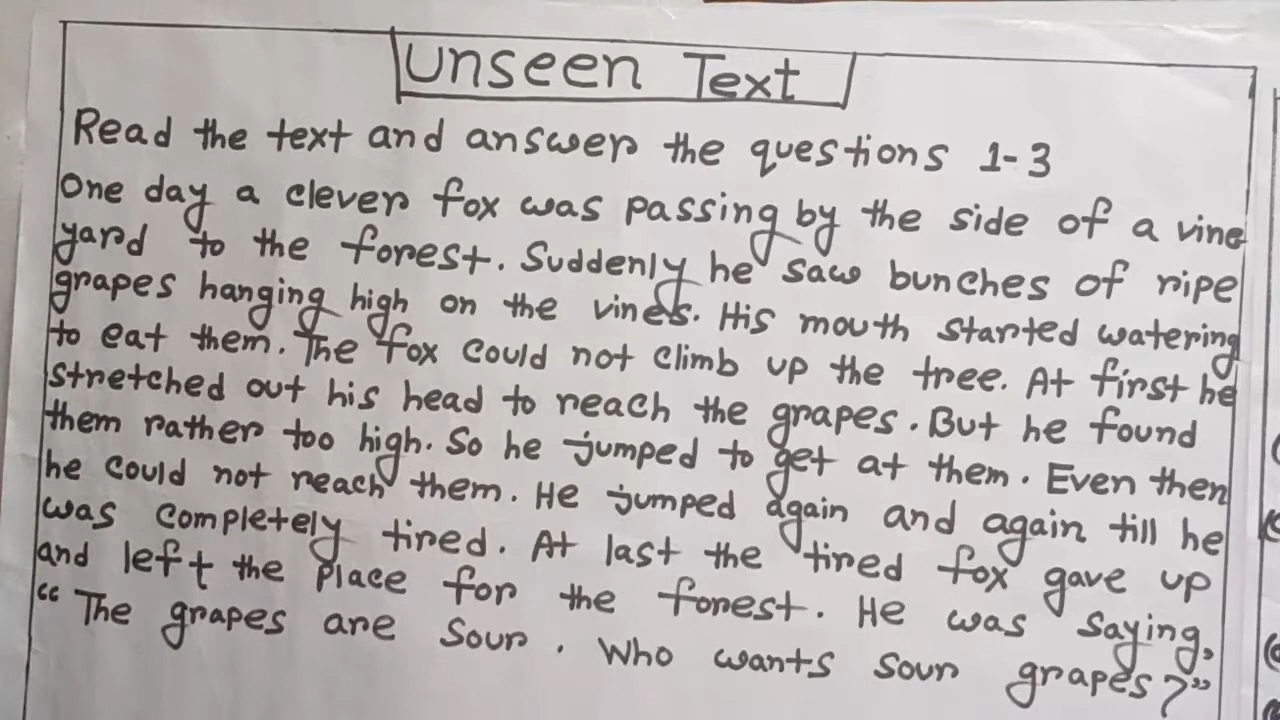 Unseen Text
Read the text and answer the questions 1-3
One day a clever fox was passing by the side of a vine
yard to the forest. Suddenly he saw bunches of ripe
grapes hanging high on the vines. His mouth started watering
to eat them. The fox could not climb up the tree. At first he
stretched out his head to reach the grapes. But he found
them rather too high. So he jumped to get at them. Even then
he could not reach them. He jumped again and again till he
was completely tired. At last the tired fox gave up
and left the place for the forest. He was saying,
“The grapes are sour. Who wants sour grapes?”